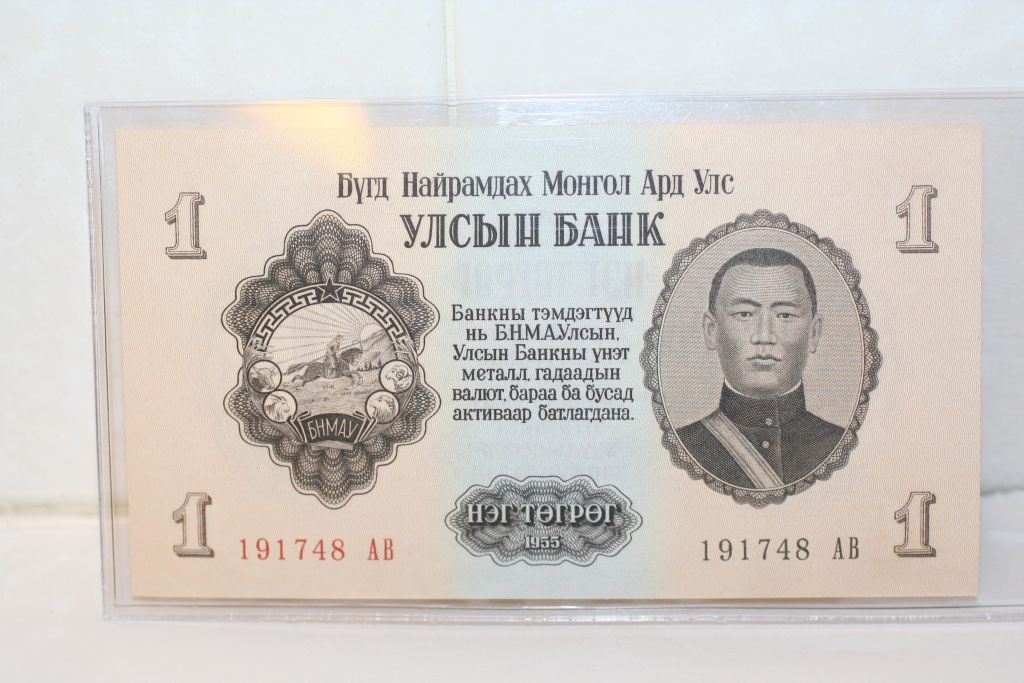 Бүгд Найрамдах Монгол Ард Улс
УЛСЫН БАНК
1
1
Банкны тэмдэгтүүд
нь Б.Н.М.А.Улсын,
Улсын Банкны үнэт
металл, гадаадын
валют, бараа ба бусад
активаар батлагдана.
БНМАУ
НЭГ ТӨГРӨГ
1955
1
191748 АВ
191748 АВ
1